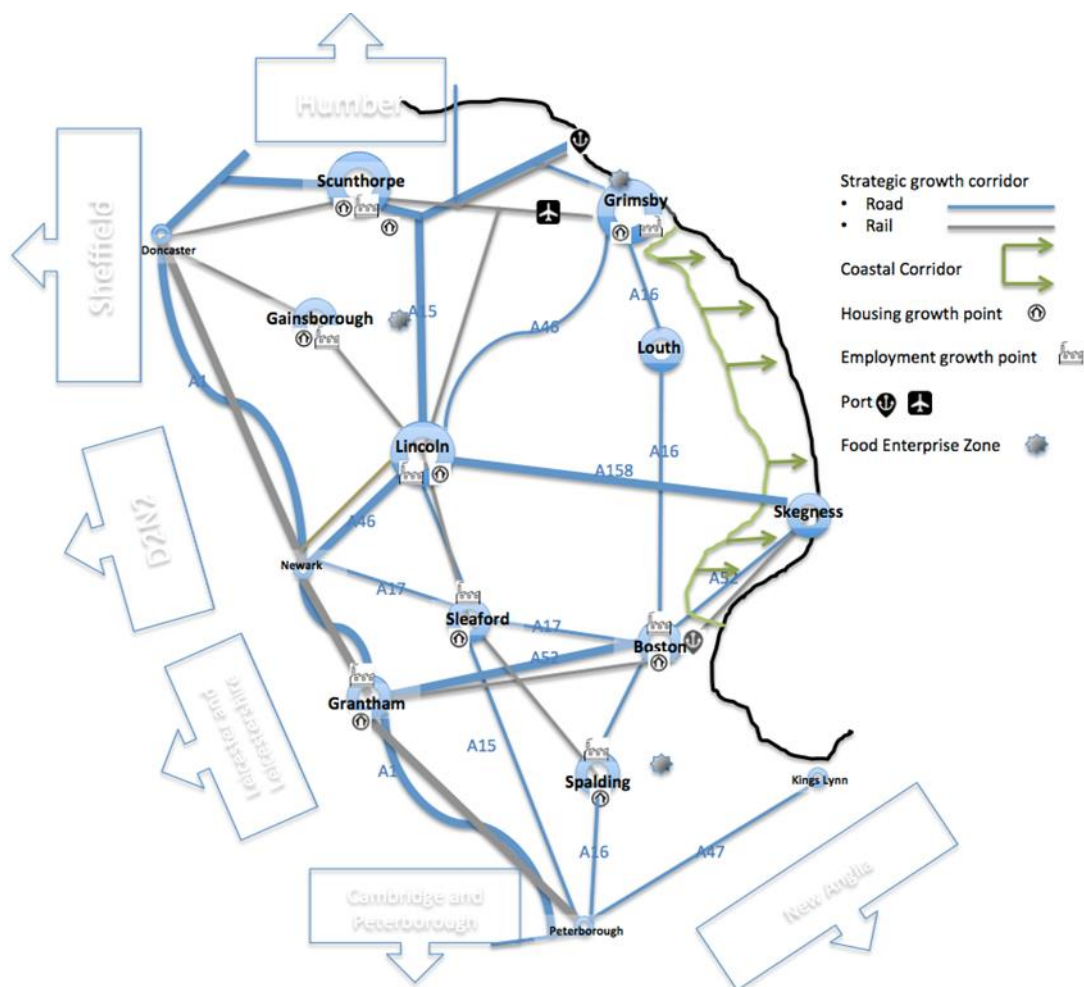 Humber
Sheffield
D2N2
Leicester and
Leicestershire
Cambridge and
Peterborough
New Anglia
Scunthorpe
Grimsby
Doncaster
Gainsborough
A15
A46
A16
Louth
A1
Lincoln
A16
A158
Skegness
A46
Newark
A17
A52
Sleaford
A17
Boston
A52
Grantham
A15
A1
Spalding
Kings Lynn
A16
A47
Peterborough
Strategic growth corridor
• Road
• Rail
Coastal Corridor
Housing growth point
Employment growth point
Port
Food Enterprise Zone